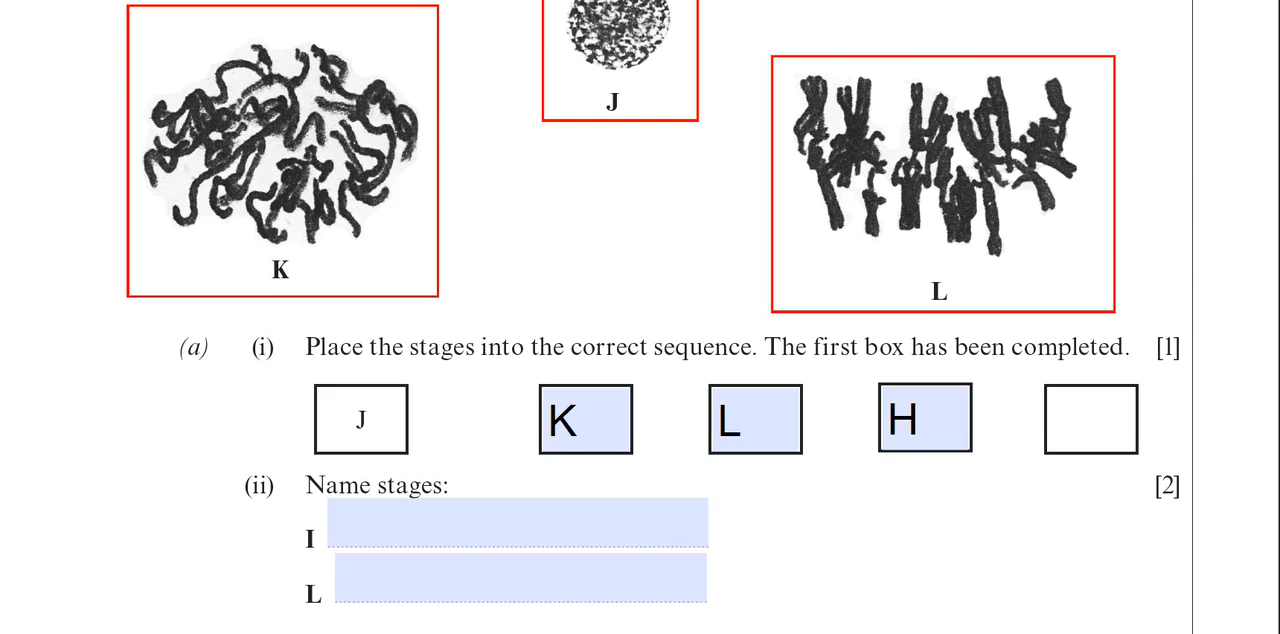 J
K
L
(a) (i) Place the stages into the correct sequence. The first box has been completed. [1]
J K L H
(ii) Name stages: [2]
I
L